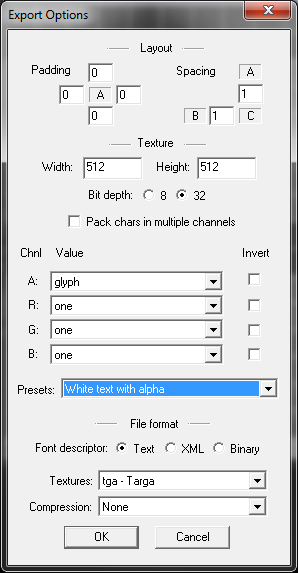 Export Options
Layout
Padding 0 Spacing A
0 A 0 1
0 B 1 C
Texture
Width: 512 Height: 512
Bit depth: 8 32
Pack chars in multiple channels
Chnl Value Invert
A: glyph
R: one
G: one
B: one
Presets: White text with alpha
File format
Font descriptor: Text XML Binary
Textures: tga - Targa
Compression: None
OK Cancel